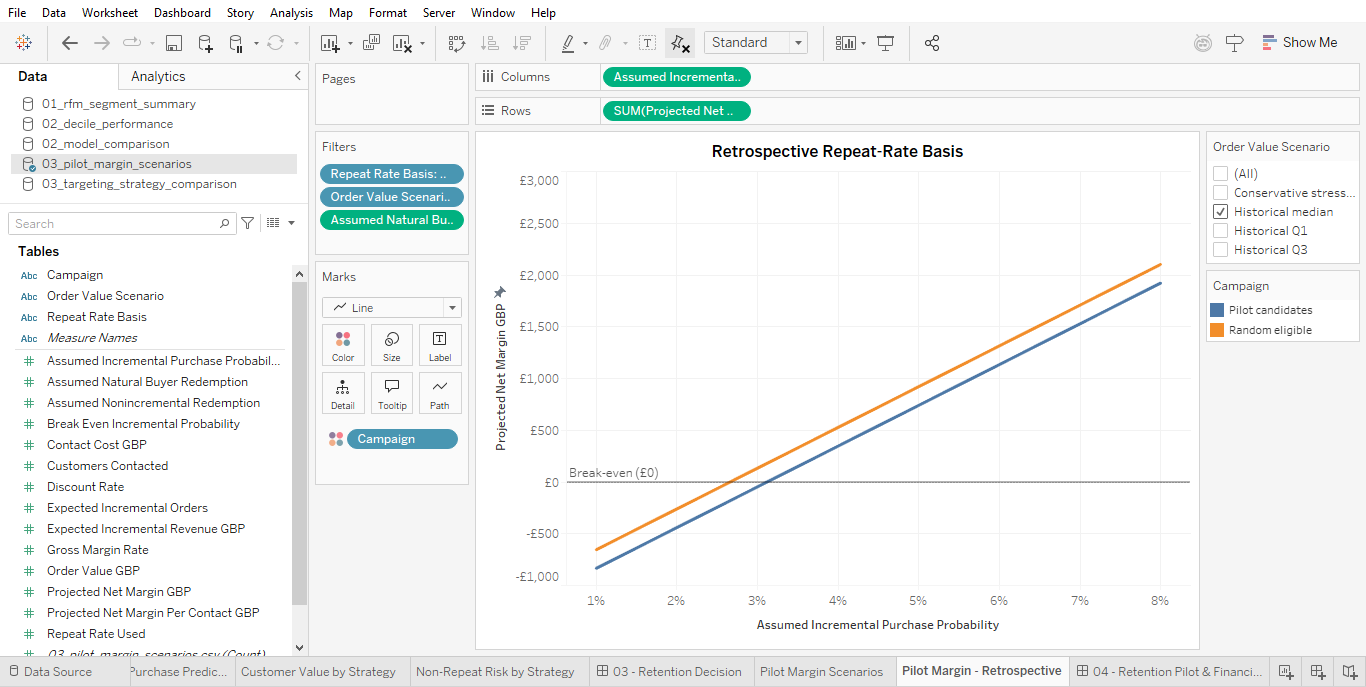 File Data Worksheet Dashboard Story Analysis Map Format Server Window Help
Standard
Show Me
Data Analytics
01_rfm_segment_summary
02_decile_performance
02_model_comparison
03_pilot_margin_scenarios
03_targeting_strategy_comparison
Search
Tables
Abc Campaign
Abc Order Value Scenario
Abc Repeat Rate Basis
Abc Measure Names
# Assumed Incremental Purchase Probabil...
# Assumed Natural Buyer Redemption
# Assumed Nonincremental Redemption
# Break Even Incremental Probability
# Contact Cost GBP
# Customers Contacted
# Discount Rate
# Expected Incremental Orders
# Expected Incremental Revenue GBP
# Gross Margin Rate
# Order Value GBP
# Projected Net Margin GBP
# Projected Net Margin Per Contact GBP
# Repeat Rate Used
# 03_pilot_margin_scenarios.csv (Count)
Pages
Filters
Repeat Rate Basis: ..
Order Value Scenari..
Assumed Natural Bu..
Marks
Line
Color Size Label
Detail Tooltip Path
Campaign
Columns Assumed Incrementa..
Rows SUM(Projected Net ..
Retrospective Repeat-Rate Basis
Projected Net Margin GBP
£3,000
£2,500
£2,000
£1,500
£1,000
£500
£0
-£500
-£1,000
Break-even (£0)
1% 2% 3% 4% 5% 6% 7% 8%
Assumed Incremental Purchase Probability
Order Value Scenario
(All)
Conservative stress...
Historical median
Historical Q1
Historical Q3
Campaign
Pilot candidates
Random eligible
Data Source Purchase Predic... Customer Value by Strategy Non-Repeat Risk by Strategy 03 - Retention Decision Pilot Margin Scenarios Pilot Margin - Retrospective 04 - Retention Pilot & Financi...